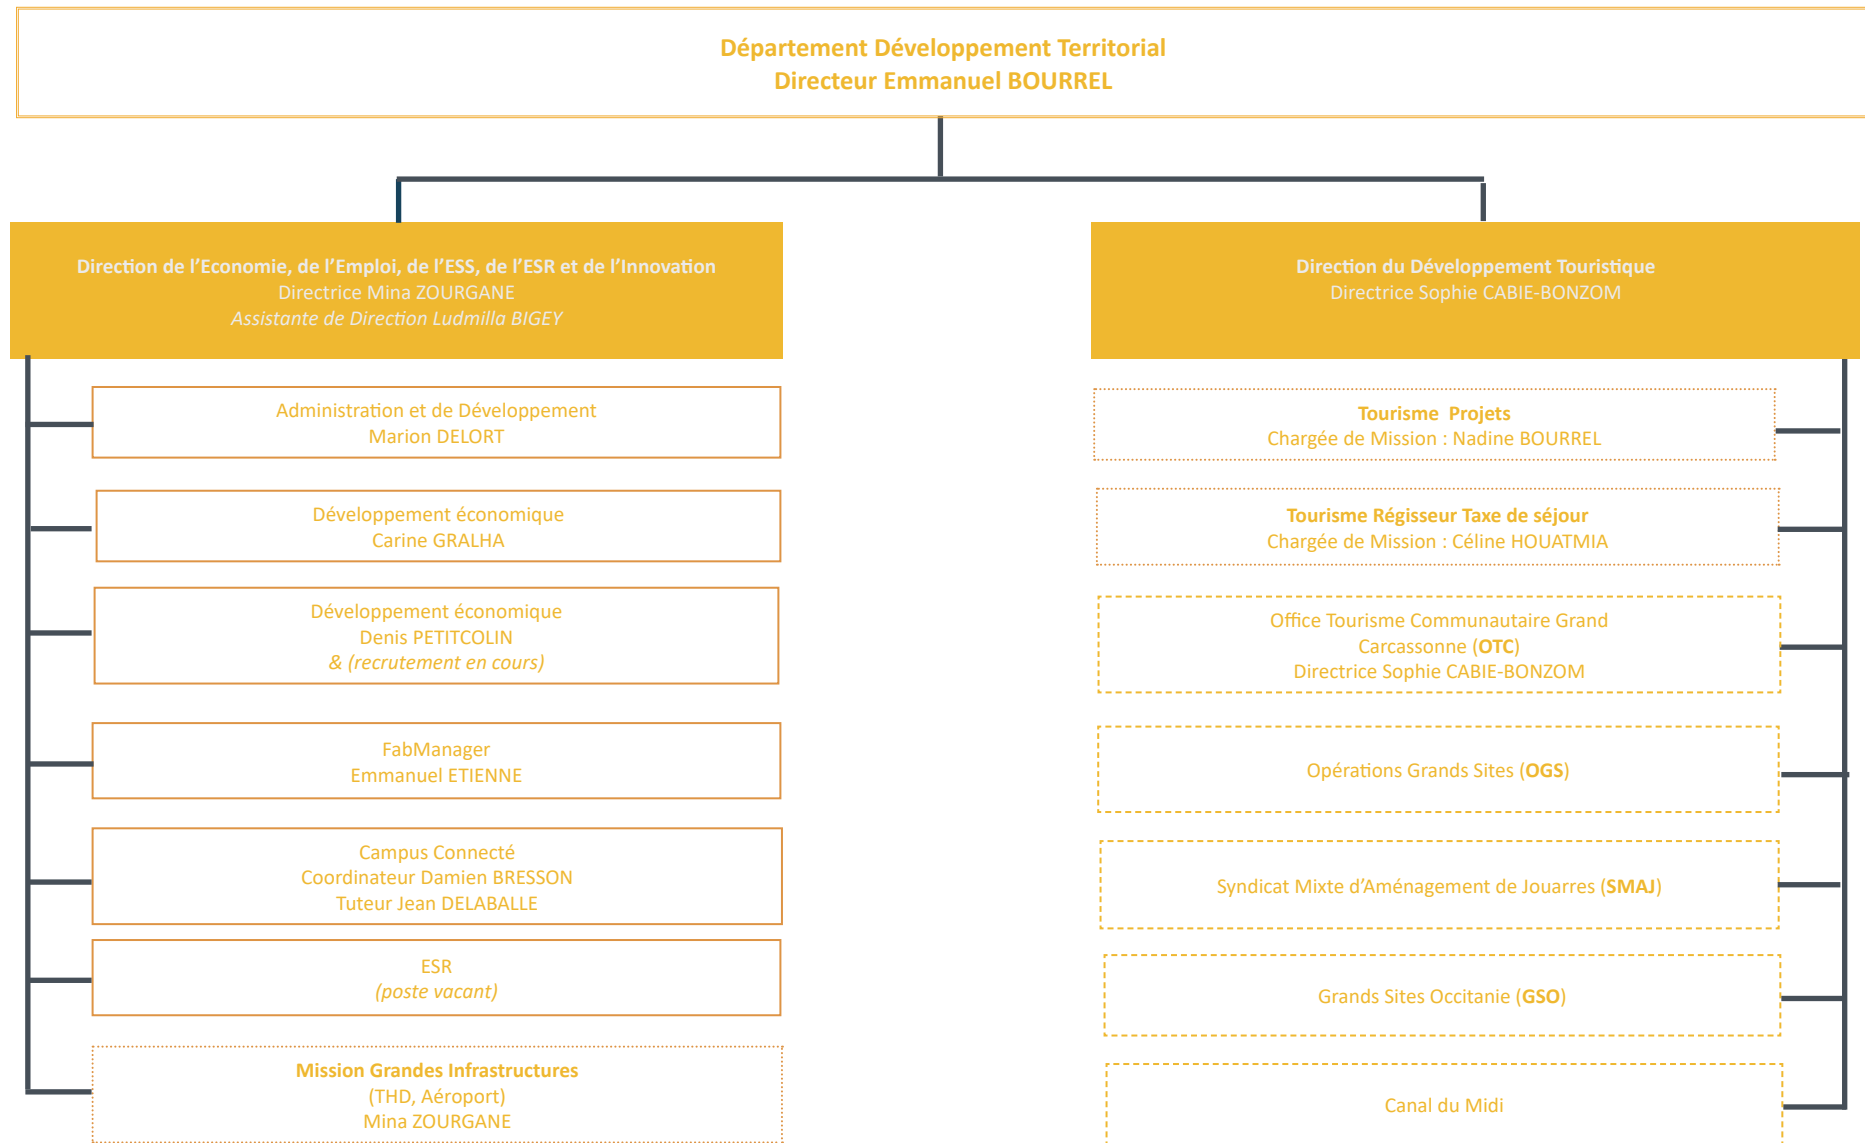 Département Développement Territorial
Directeur Emmanuel BOURREL
Direction de l'Economie, de l'Emploi, de l'ESS, de l'ESR et de l'Innovation
Directrice Mina ZOURGANE
Assistante de Direction Ludmilla BIGEY
Administration et de Développement
Marion DELORT
Développement économique
Carine GRALHA
Développement économique
Denis PETITCOLIN
& (recrutement en cours)
FabManager
Emmanuel ETIENNE
Campus Connecté
Coordinateur Damien BRESSON
Tuteur Jean DELABALLE
ESR
(poste vacant)
Mission Grandes Infrastructures
(THD, Aéroport)
Mina ZOURGANE
Direction du Développement Touristique
Directrice Sophie CABIE-BONZOM
Tourisme  Projets
Chargée de Mission : Nadine BOURREL
Tourisme Régisseur Taxe de séjour
Chargée de Mission : Céline HOUATMIA
Office Tourisme Communautaire Grand
Carcassonne (OTC)
Directrice Sophie CABIE-BONZOM
Opérations Grands Sites (OGS)
Syndicat Mixte d'Aménagement de Jouarres (SMAJ)
Grands Sites Occitanie (GSO)
Canal du Midi